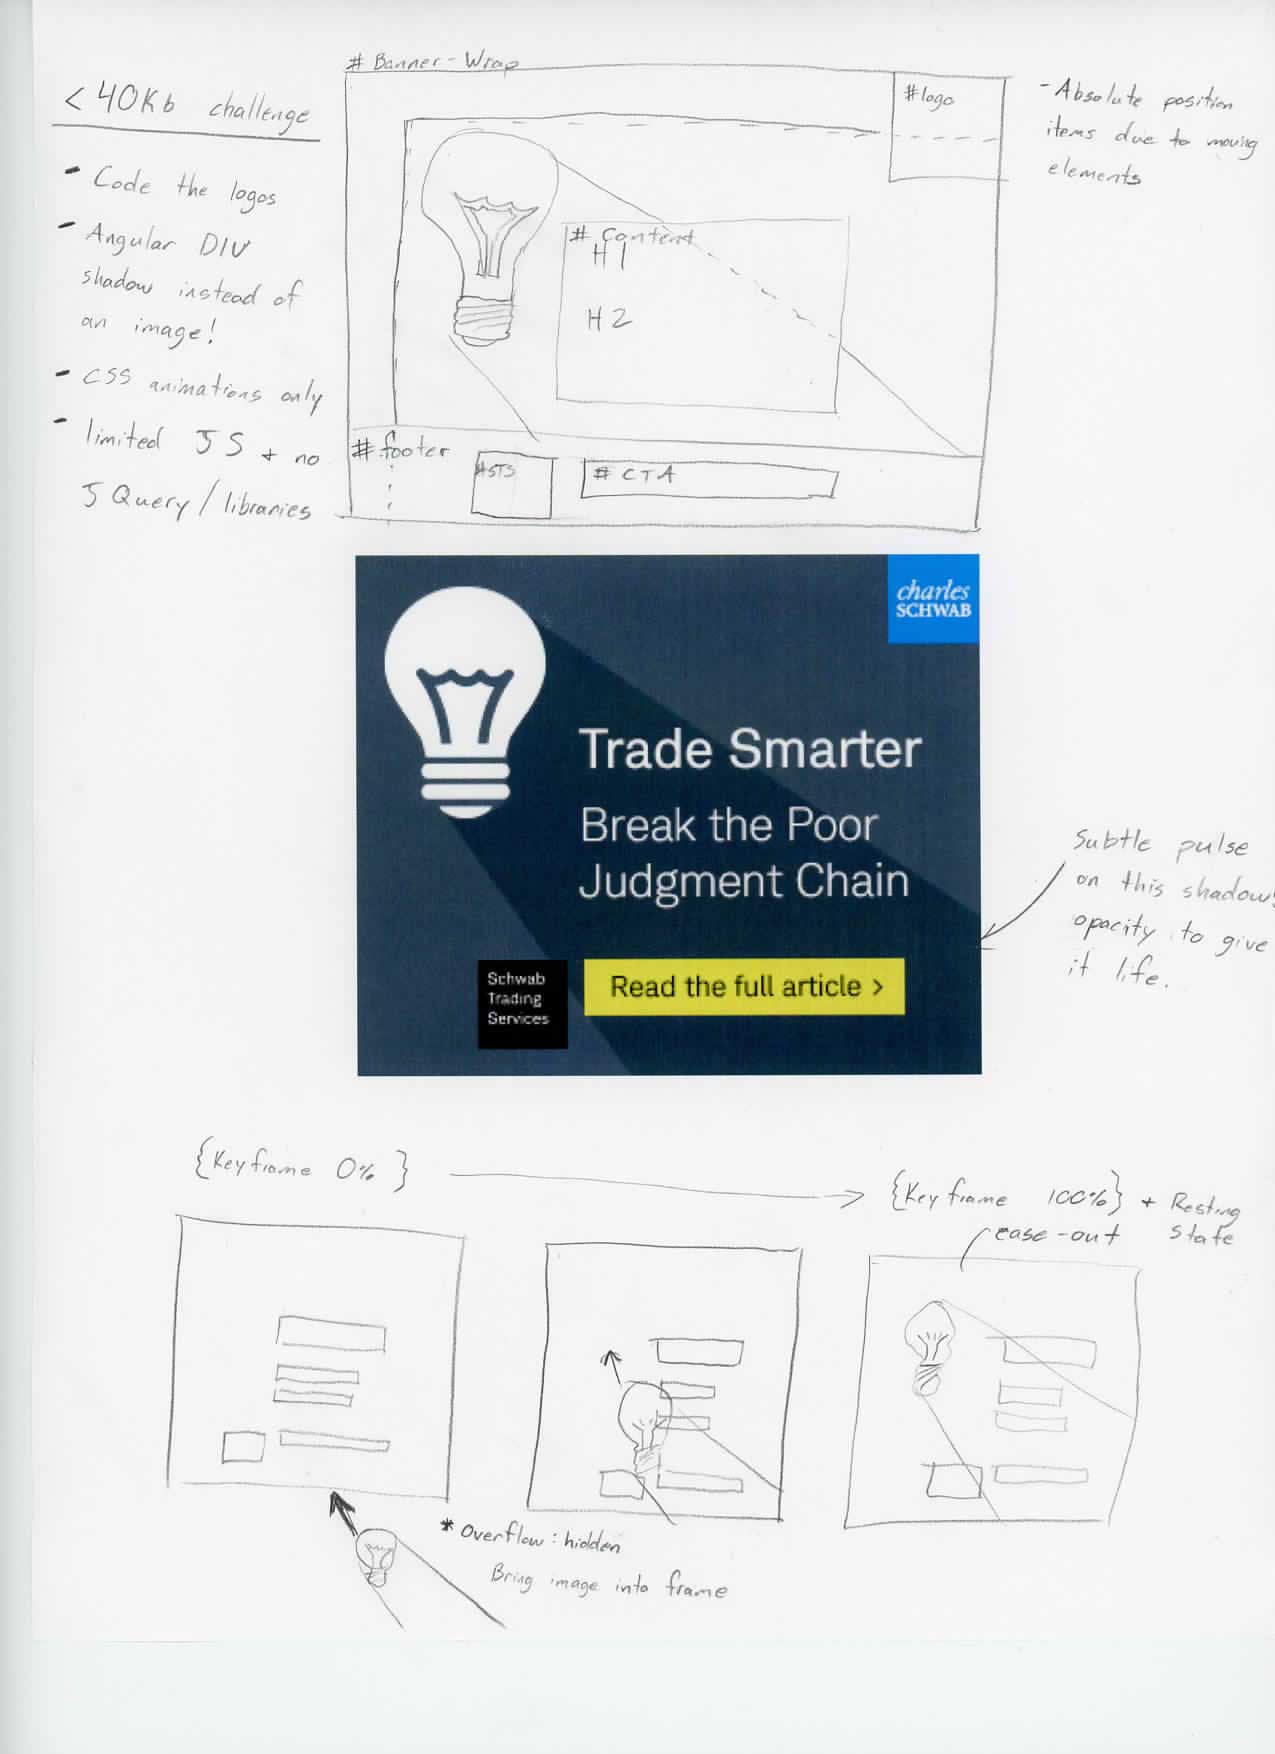 < 40Kb challenge
- Code the logos
- Angular DIV
shadow instead of
an image!
- CSS animations only
- limited JS + no
JQuery / libraries
# Banner - Wrap
# logo
# Content
H1
H2
# footer
#STS
# CTA
- Absolute position
items due to moving
elements
charles
SCHWAB
Trade Smarter
Break the Poor
Judgment Chain
Schwab
Trading
Services
Read the full article >
Subtle pulse
on this shadows
opacity to give
it life.
{Keyframe 0%}
{Keyframe 100%} + Resting
state
ease-out
* Overflow: hidden
Bring image into frame